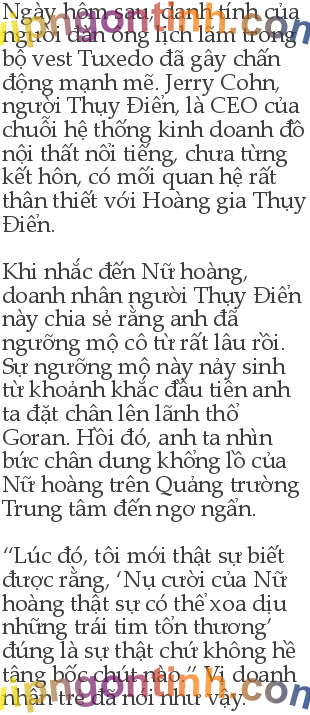 Ngày hôm sau, danh tính của
người đàn ông lịch lãm trong
bộ vest Tuxedo đã gây chấn
động mạnh mẽ. Jerry Cohn,
người Thụy Điển, là CEO của
chuỗi hệ thống kinh doanh đồ
nội thất nổi tiếng, chưa từng
kết hôn, có mối quan hệ rất
thân thiết với Hoàng gia Thụy
Điển.
Khi nhắc đến Nữ hoàng,
doanh nhân người Thụy Điển
này chia sẻ rằng anh đã
ngưỡng mộ cô từ rất lâu rồi.
Sự ngưỡng mộ này nảy sinh
từ khoảnh khắc đầu tiên anh
ta đặt chân lên lãnh thổ
Goran. Hồi đó, anh ta nhìn
bức chân dung khổng lồ của
Nữ hoàng trên Quảng trường
Trung tâm đến ngơ ngẩn.
“Lúc đó, tôi mới thật sự biết
được rằng, ‘Nụ cười của Nữ
hoàng thật sự có thể xoa dịu
những trái tim tổn thương’
đúng là sự thật chứ không hề
tâng bốc chút nào.” Vị doanh
nhân trẻ đã nói như vậy.
vipngontinh.com
vipngontinh.com